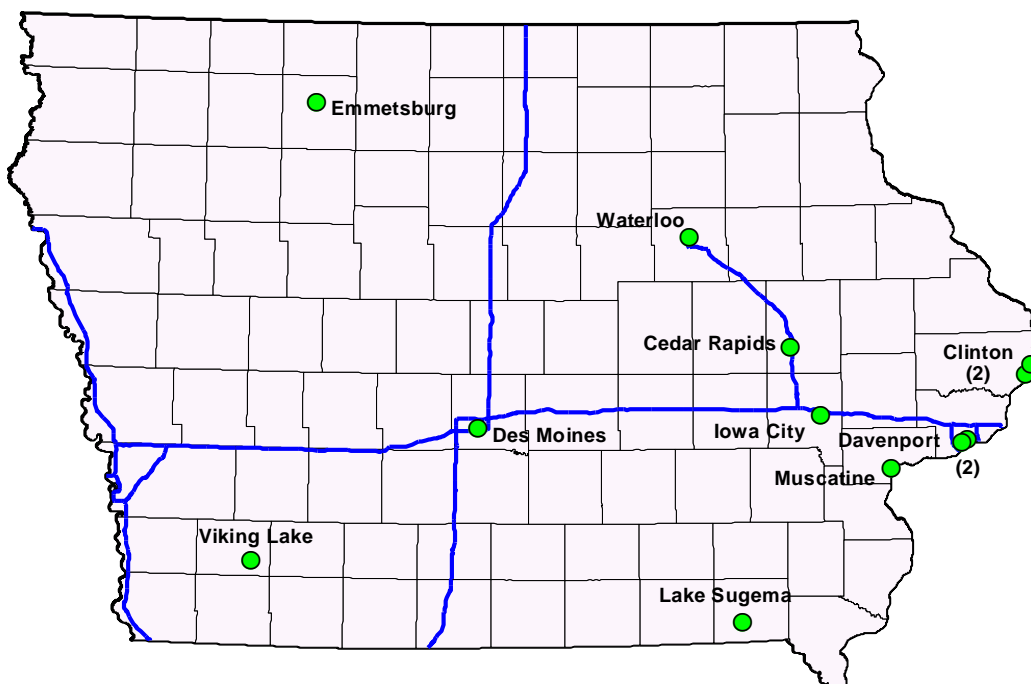 Emmetsburg
Waterloo
Cedar Rapids
Clinton
(2)
Iowa City
Davenport
Des Moines
(2)
Muscatine
Viking Lake
Lake Sugema